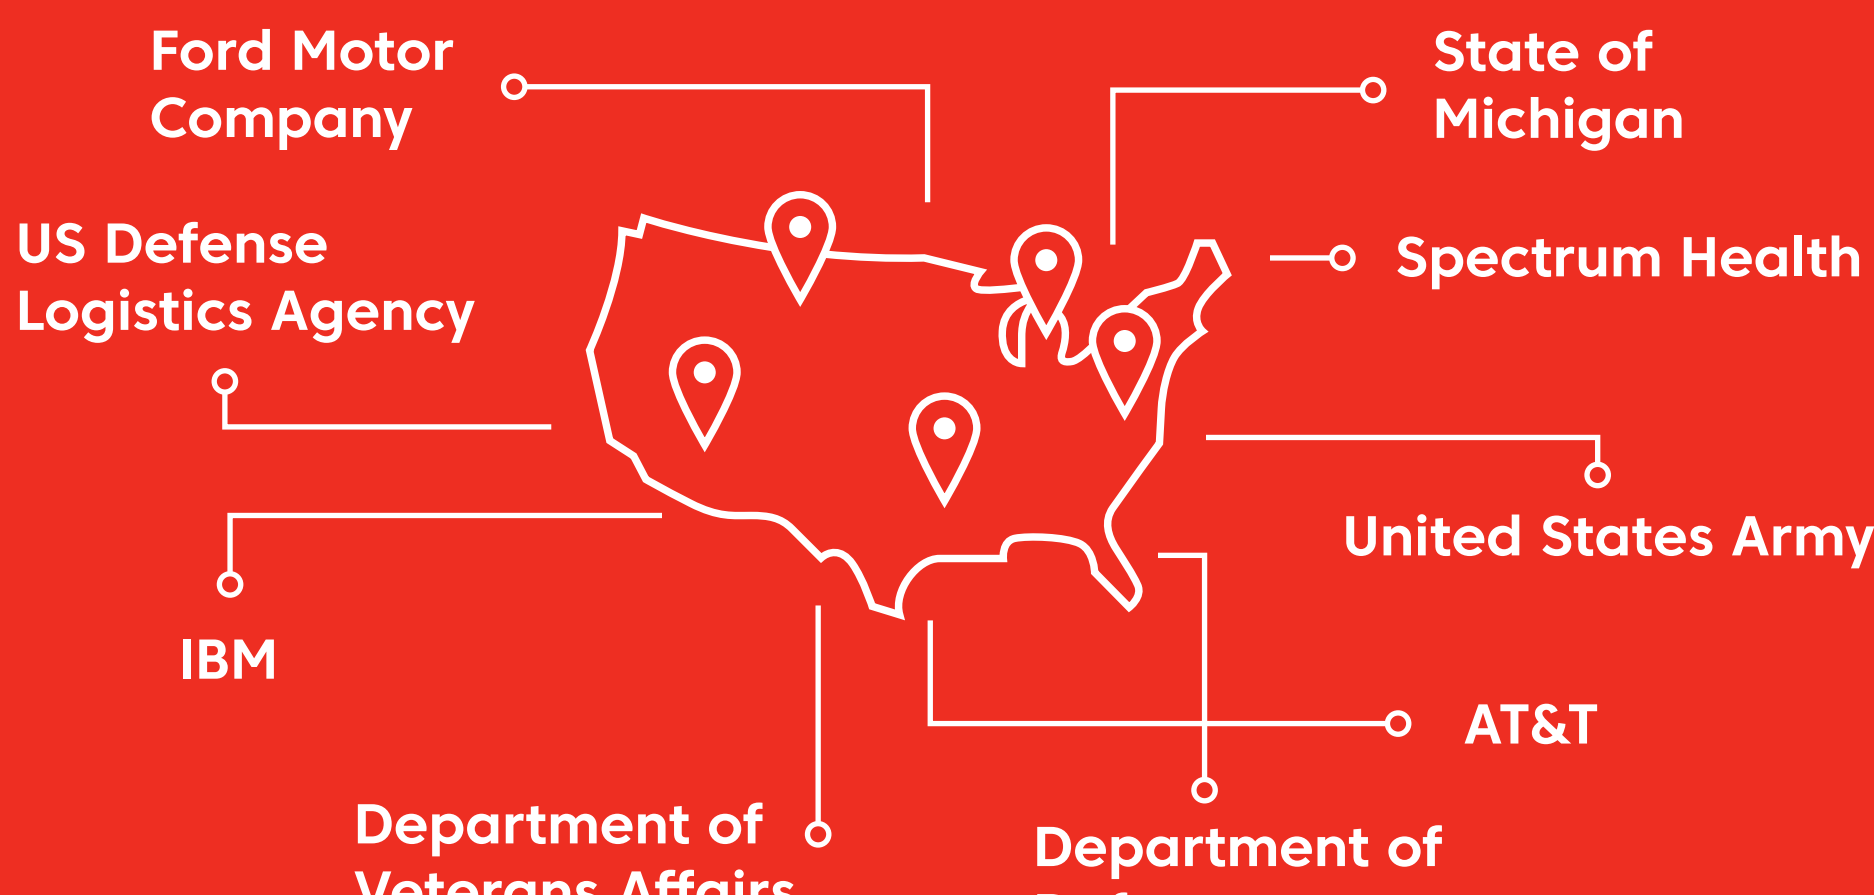 Ford Motor
Company
State of
Michigan
US Defense
Logistics Agency
Spectrum Health
United States Army
IBM
AT&T
Department of
Veterans Affairs
Department of